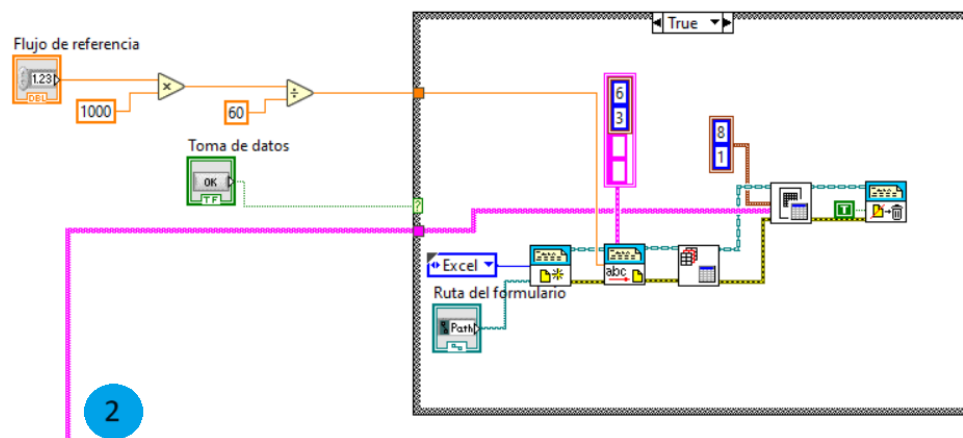 True
Flujo de referencia
1.23
DBL
1000
60
Toma de datos
OK
TF
?
6
3
8
1
T
Excel
abc
Ruta del formulario
Path
2